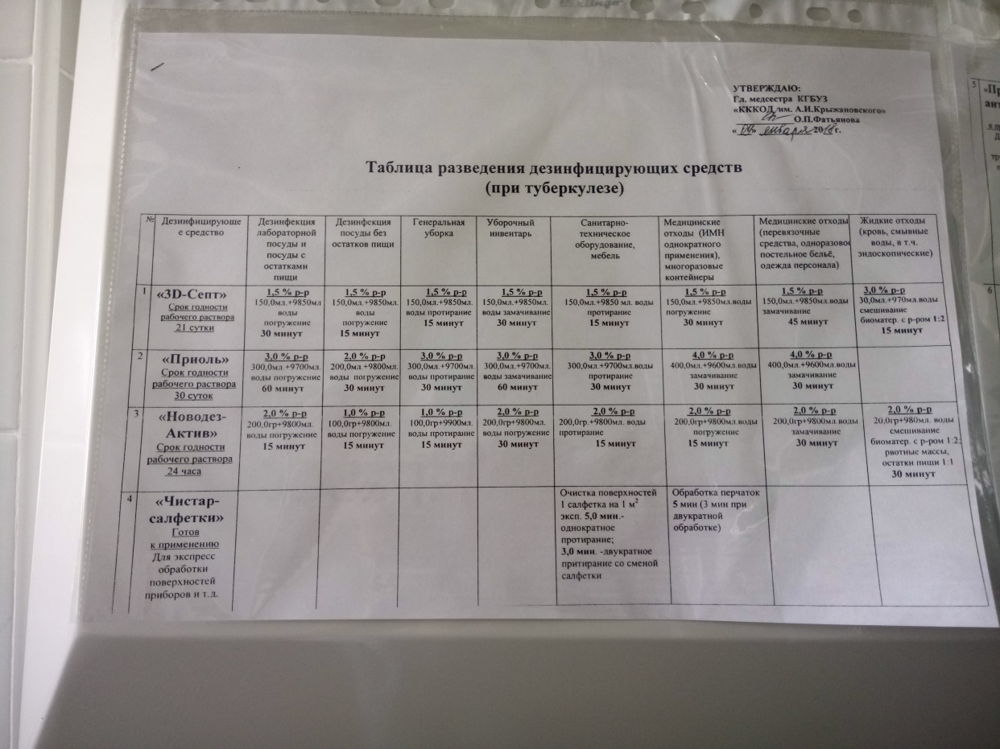 УТВЕРЖДАЮ:
Гл. медсестра КГБУЗ
«КККОД им. А.И.Крыжановского»
О.П.Фатьянова
« » января 2018г.
Таблица разведения дезинфицирующих средств
(при туберкулезе)
№
Дезинфицирующе
е средство
Дезинфекция
лабораторной
посуды и
посуды с
остатками
пищи
Дезинфекция
посуды без
остатков пищи
Генеральная
уборка
Уборочный
инвентарь
Санитарно-
техническое
оборудование,
мебель
Медицинские
отходы (ИМН
однократного
применения),
многоразовые
контейнеры
Медицинские отходы
(перевязочные
средства, одноразовое
постельное бельё,
одежда персонала)
Жидкие отходы
(кровь, смывные
воды, в т.ч.
эндоскопические)
1
«3D-Септ»
Срок годности
рабочего раствора
21 сутки
1,5 % р-р
150,0мл.+9850мл
воды
погружение
30 минут
1,5 % р-р
150,0мл.+9850мл.
воды
погружение
15 минут
1,5 % р-р
150,0мл.+9850мл.
воды протирание
15 минут
1,5 % р-р
150,0мл.+9850мл.
воды замачивание
30 минут
1,5 % р-р
150,0мл.+9850 мл. воды
протирание
15 минут
1,5 % р-р
150,0мл.+9850мл.воды
погружение
30 минут
1,5 % р-р
150,0мл.+9850мл.воды
замачивание
45 минут
3,0 % р-р
30,0мл.+970мл.воды
смешивание
биоматер. с р-ром 1:2
15 минут
2
«Приоль»
Срок годности
рабочего раствора
30 суток
3,0 % р-р
300,0мл.+9700мл.
воды погружение
60 минут
2,0 % р-р
200,0мл.+9800мл.
воды погружение
30 минут
3,0 % р-р
300,0мл.+9700мл.
воды протирание
30 минут
3,0 % р-р
300,0мл.+9700мл.
воды замачивание
60 минут
3,0 % р-р
300,0мл.+9700мл.воды
протирание
30 минут
4,0 % р-р
400,0мл.+9600мл.воды
замачивание
30 минут
4,0 % р-р
400,0мл.+9600мл.воды
замачивание
30 минут
3
«Новодез-
Актив»
Срок годности
рабочего раствора
24 часа
2,0 % р-р
200,0гр+9800мл.
воды погружение
15 минут
1,0 % р-р
100,0гр+9800мл.
воды погружение
15 минут
1,0 % р-р
100,0гр+9900мл.
воды протирание
15 минут
2,0 % р-р
200,0гр+9800мл.
воды погружение
30 минут
2,0 % р-р
200,0гр.+9800мл. воды
протирание
15 минут
2,0 % р-р
200,0гр+9800мл.воды
погружение
15 минут
2,0 % р-р
200,0гр+9800мл.воды
замачивание
30 минут
2,0 % р-р
20,0гр+980мл. воды
смешивание
биоматер. с р-ром 1:2;
рвотные массы,
остатки пищи 1:1
30 минут
4
«Чистар-
салфетки»
Готов
к применению
Для экспресс
обработки
поверхностей
приборов и т.д.
Очистка поверхностей
1 салфетка на 1 м²
эксп. 5,0 мин.-
однократное
протирание;
3,0 мин. -двукратное
притирание со сменой
салфетки
Обработка перчаток
5 мин (3 мин при
двукратной
обработке)
5
6